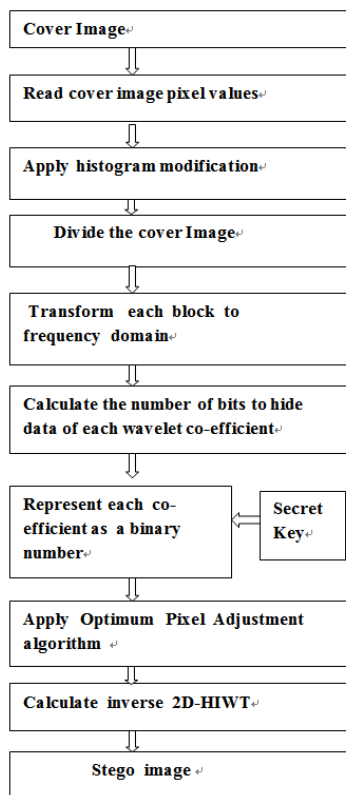 Cover Image
Read cover image pixel values
Apply histogram modification
Divide the cover Image
Transform each block to
frequency domain
Calculate the number of bits to hide
data of each wavelet co-efficient
Represent each co-
efficient as a binary
number
Secret
Key
Apply Optimum Pixel Adjustment
algorithm
Calculate inverse 2D-HIWT
Stego image